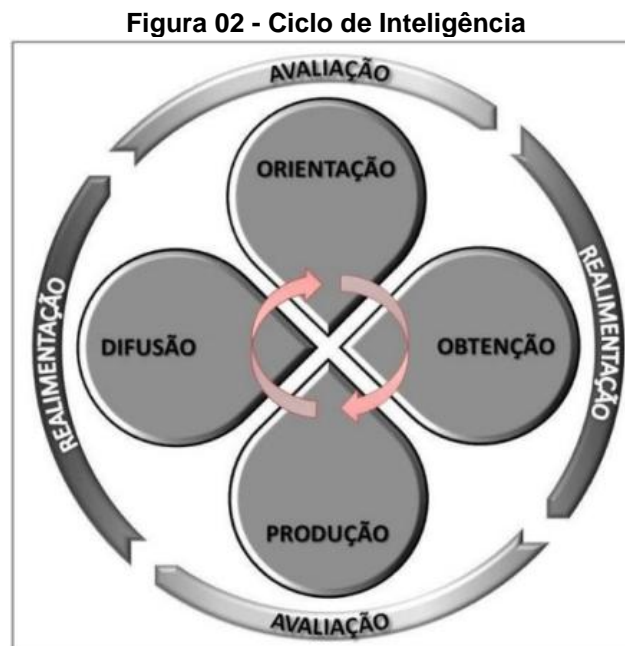 Figura 02 - Ciclo de Inteligência
AVALIAÇÃO
ORIENTAÇÃO
REALIMENTAÇÃO
DIFUSÃO
OBTENÇÃO
REALIMENTAÇÃO
PRODUÇÃO
AVALIAÇÃO